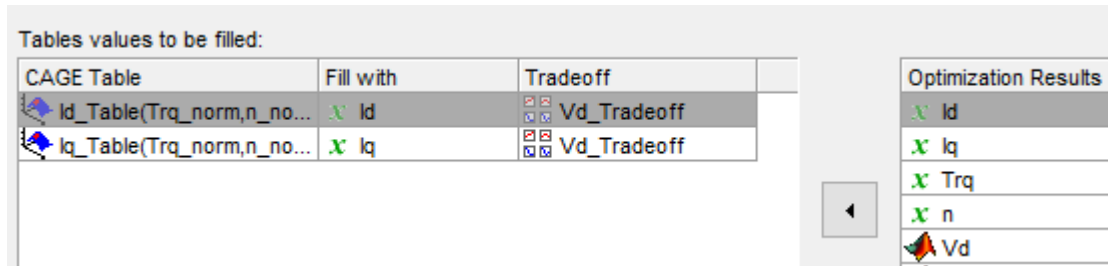 Tables values to be filled:
CAGE Table Fill with Tradeoff
Id_Table(Trq_norm,n_no... x Id Vd_Tradeoff
Iq_Table(Trq_norm,n_no... x Iq Vd_Tradeoff
Optimization Results
x Id
x Iq
x Trq
x n
Vd